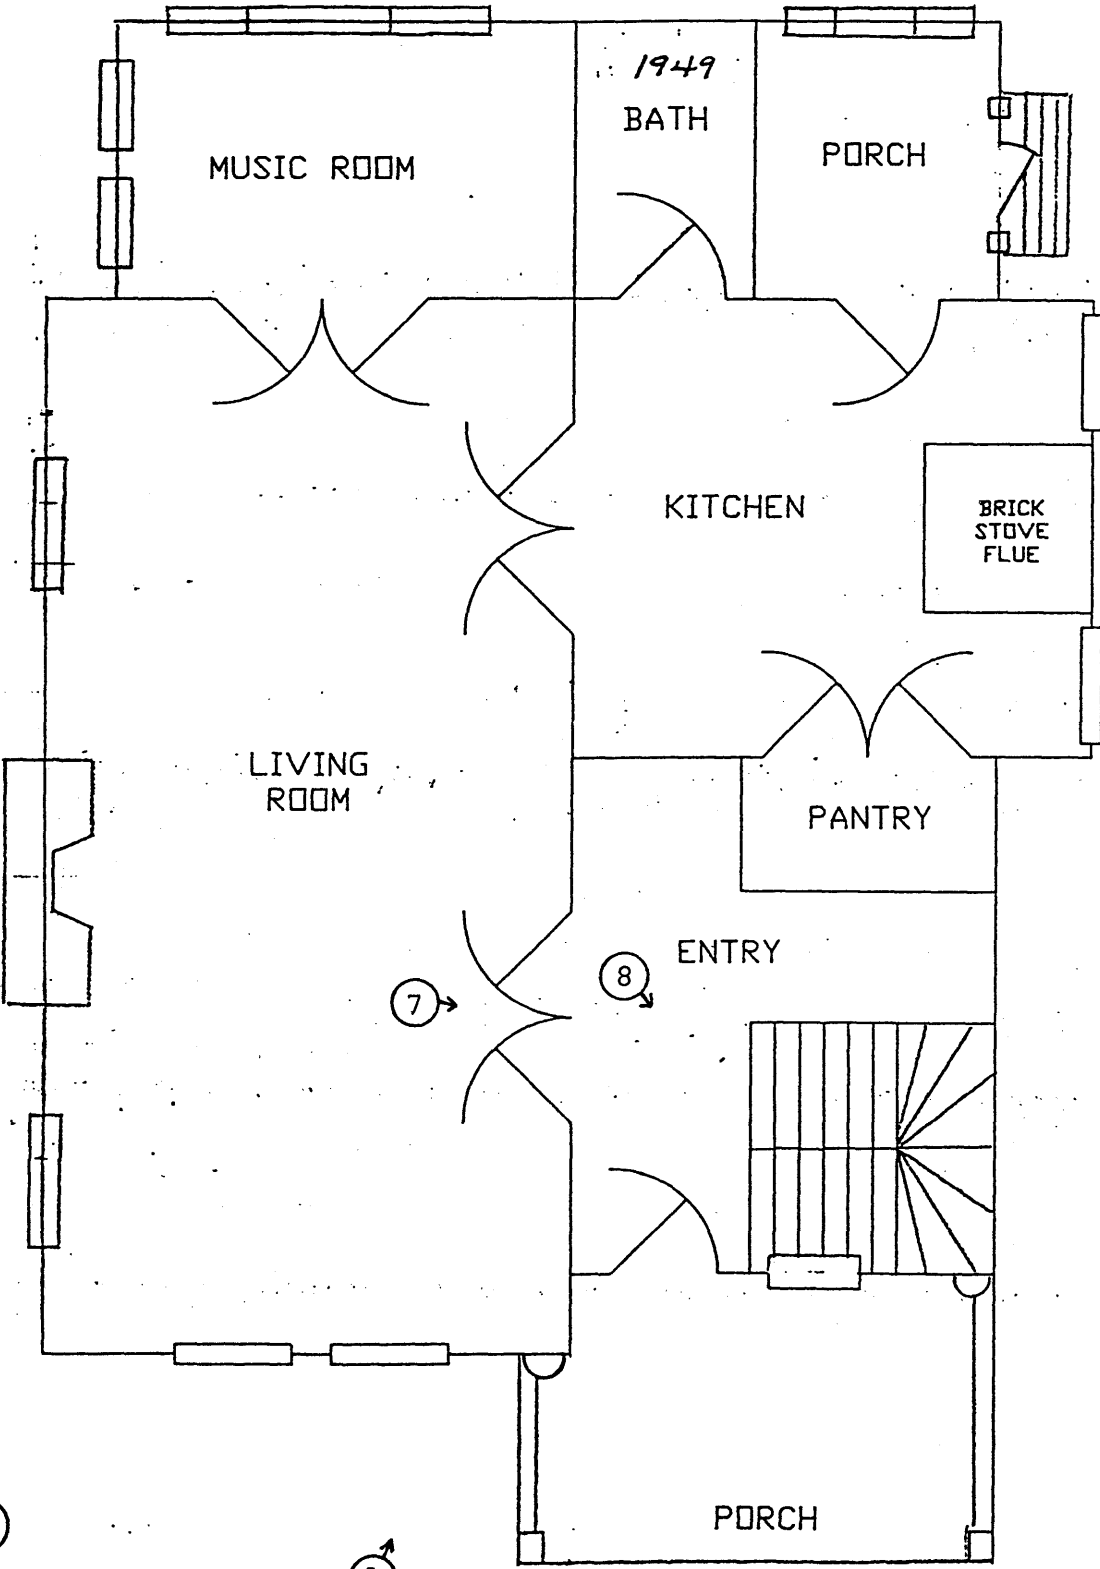 1949
BATH
PORCH
MUSIC ROOM
KITCHEN
BRICK
STOVE
FLUE
LIVING
ROOM
PANTRY
ENTRY
8
7
PORCH